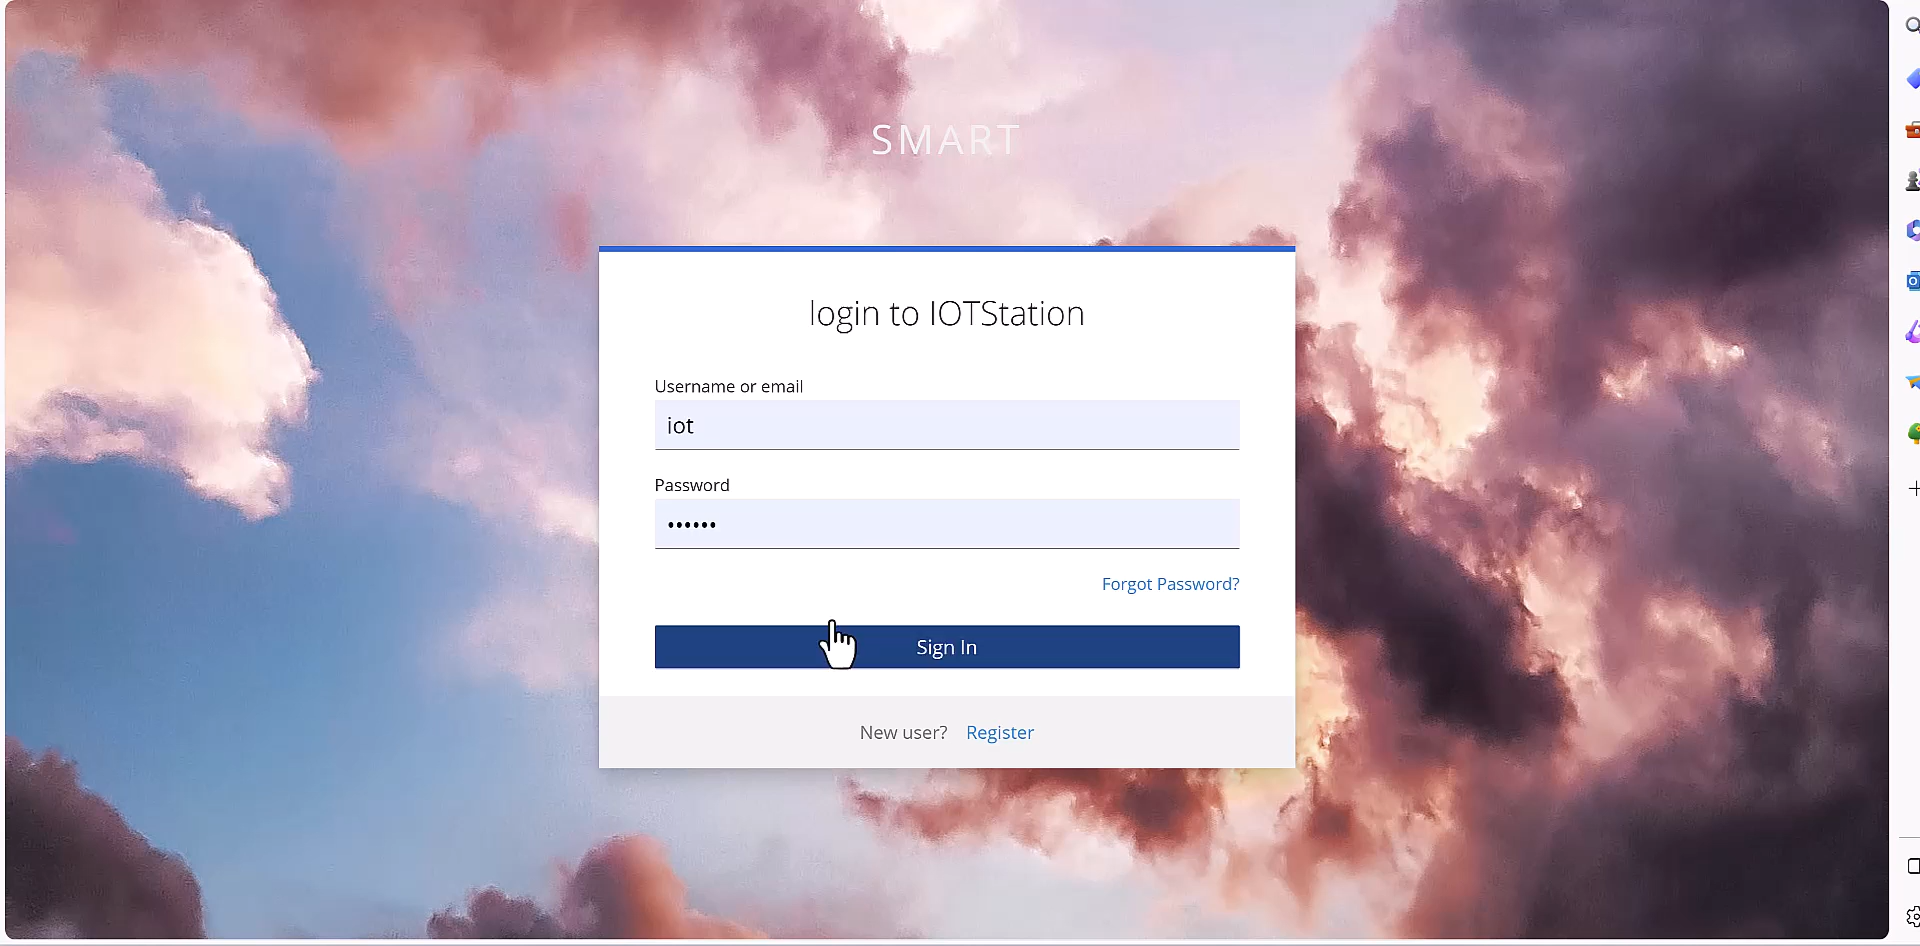 SMART
login to IOTStation
Username or email
iot
Password
••••••
Forgot Password?
Sign In
New user? Register